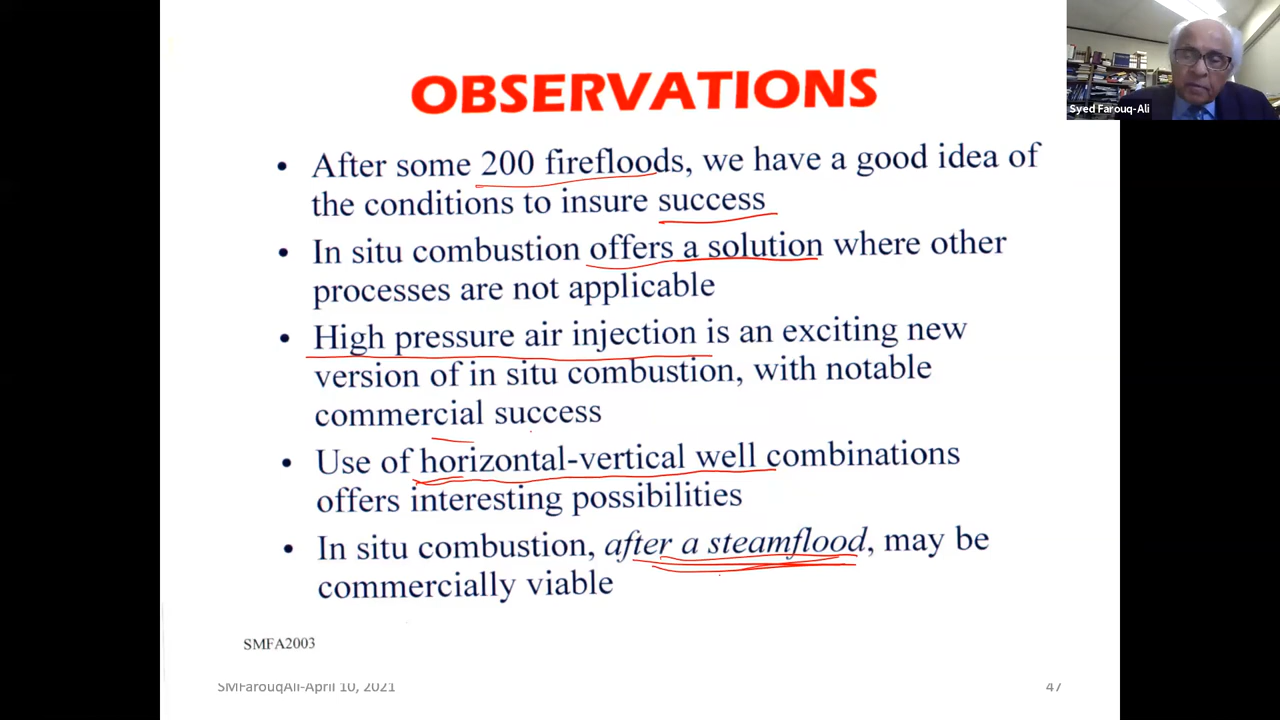 OBSERVATIONS
Syed Farouq-Ali
• After some 200 firefloods, we have a good idea of
the conditions to insure success
• In situ combustion offers a solution where other
processes are not applicable
• High pressure air injection is an exciting new
version of in situ combustion, with notable
commercial success
• Use of horizontal-vertical well combinations
offers interesting possibilities
• In situ combustion, after a steamflood, may be
commercially viable
SMFA2003
SMFarouqAli-April 10, 2021
47